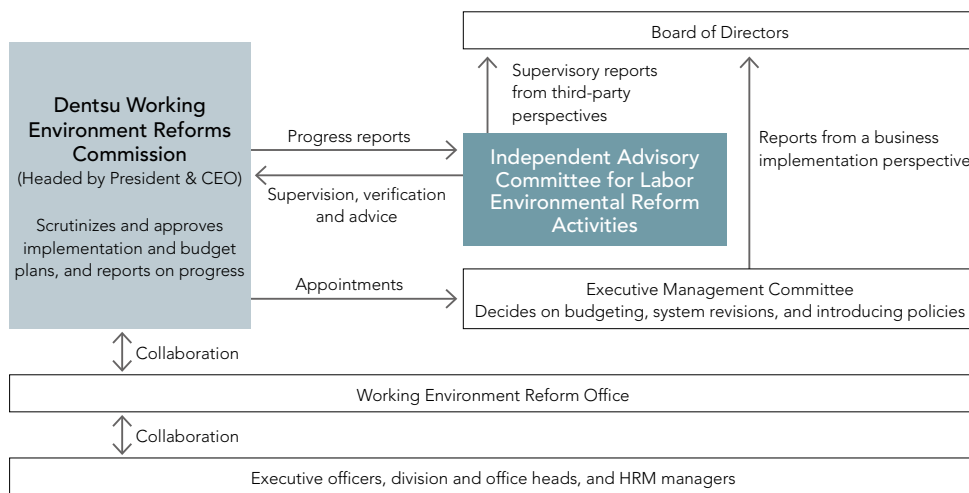 Board of Directors
Dentsu Working
Environment Reforms
Commission
(Headed by President & CEO)
Scrutinizes and approves
implementation and budget
plans, and reports on progress
Progress reports
Supervision, verification
and advice
Appointments
Supervisory reports
from third-party
perspectives
Independent Advisory
Committee for Labor
Environmental Reform
Activities
Reports from a business
implementation perspective
Executive Management Committee
Decides on budgeting, system revisions, and introducing policies
Collaboration
Working Environment Reform Office
Collaboration
Executive officers, division and office heads, and HRM managers